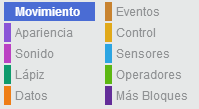 Movimiento
Apariencia
Sonido
Lápiz
Datos
Eventos
Control
Sensores
Operadores
Más Bloques